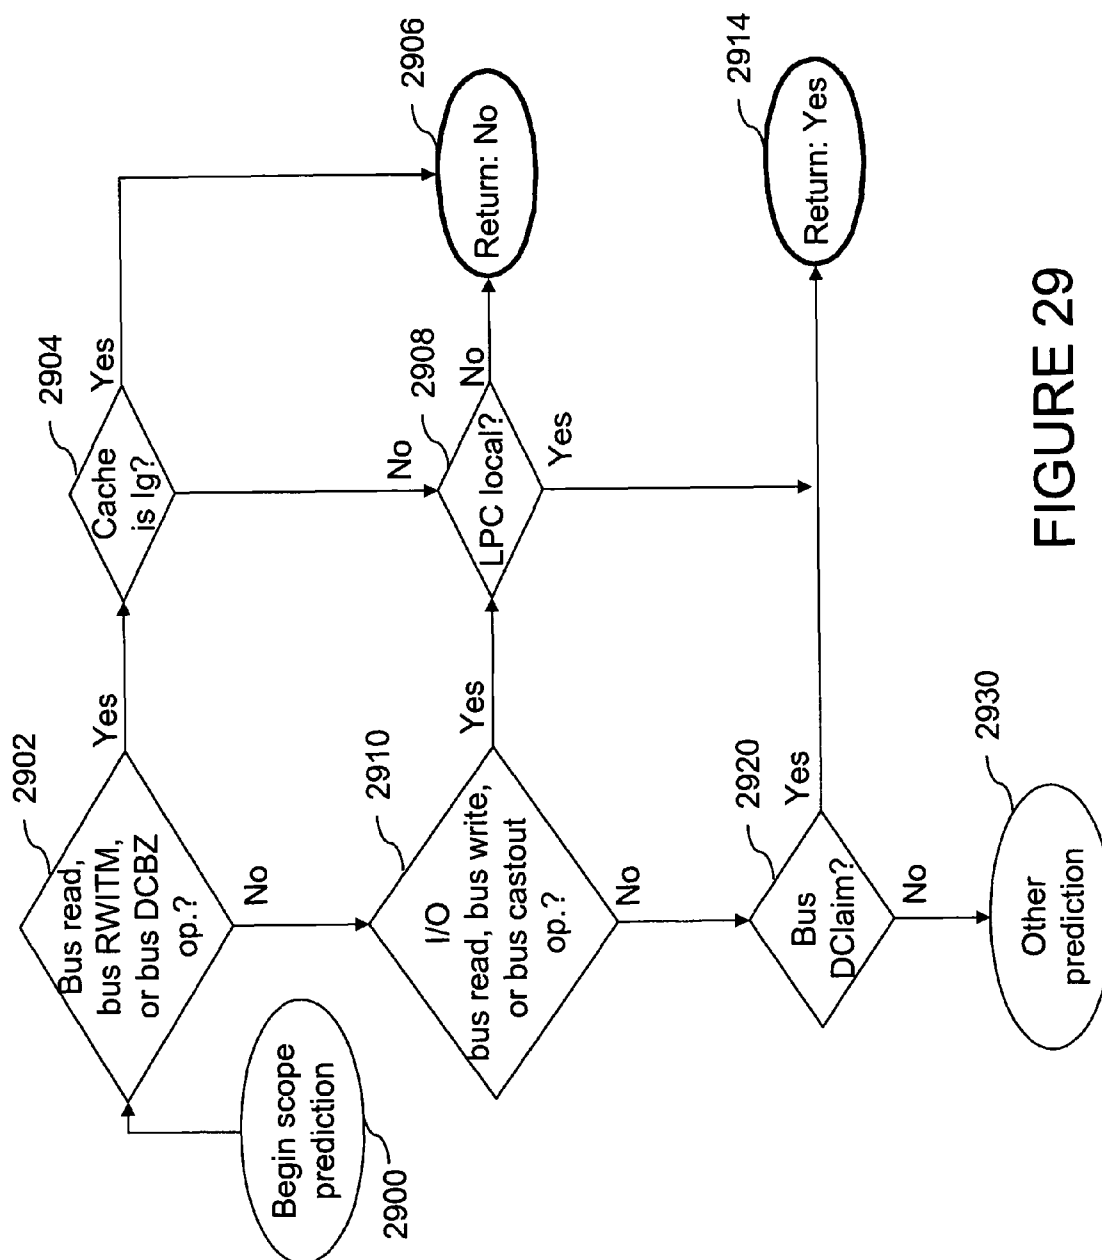 2900
Begin scope
prediction
2902
Bus read,
bus RWITM,
or bus DCBZ
op.?
Yes
No
2904
Cache
is Ig?
Yes
No
2906
Return: No
2910
I/O
bus read, bus write,
or bus castout
op.?
Yes
No
2908
LPC local?
No
Yes
2920
Bus
DClaim?
Yes
No
2914
Return: Yes
2930
Other
prediction
FIGURE 29